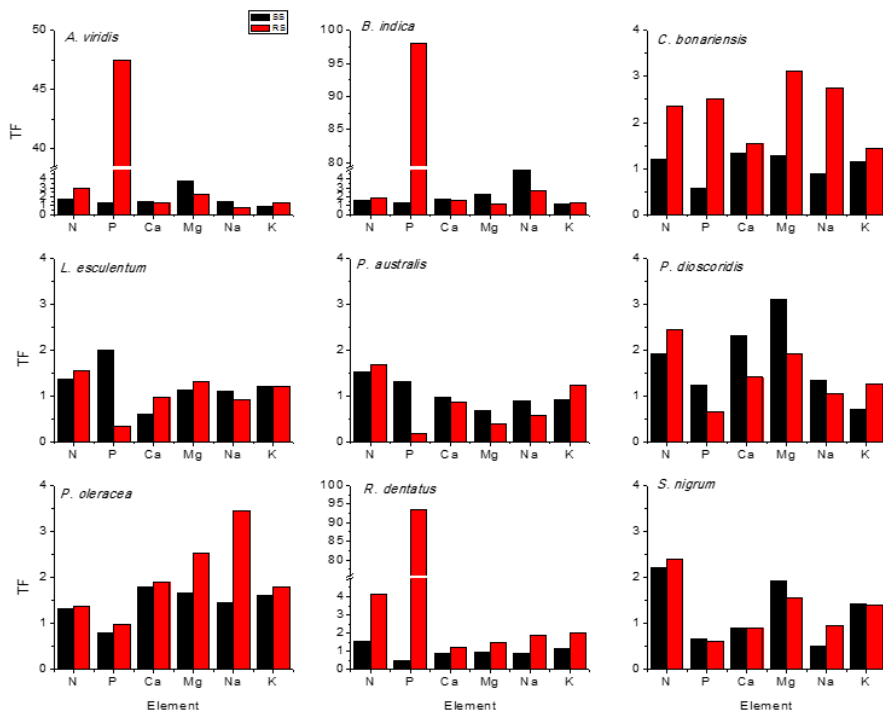 SS
RS
A. viridis
50
45
40
4
3
2
1
0
TF
N P Ca Mg Na K
B. indica
100
95
90
85
80
4
3
2
1
0
N P Ca Mg Na K
C. bonariensis
4
3
2
1
0
N P Ca Mg Na K
L. esculentum
4
3
2
1
0
TF
N P Ca Mg Na K
P. australis
4
3
2
1
0
N P Ca Mg Na K
P. dioscoridis
4
3
2
1
0
N P Ca Mg Na K
P. oleracea
4
3
2
1
0
TF
N P Ca Mg Na K
Element
R. dentatus
100
95
90
85
80
4
3
2
1
0
N P Ca Mg Na K
Element
S. nigrum
4
3
2
1
0
N P Ca Mg Na K
Element